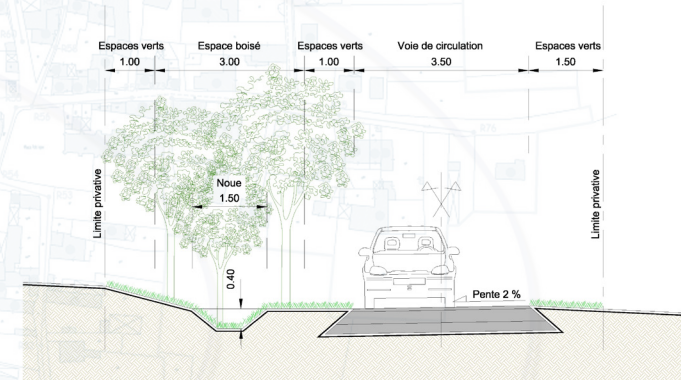 Espaces verts
1.00
Espace boisé
3.00
Espaces verts
1.00
Voie de circulation
3.50
Espaces verts
1.50
Limite privative
Noue
1.50
Limite privative
0.40
Pente 2 %